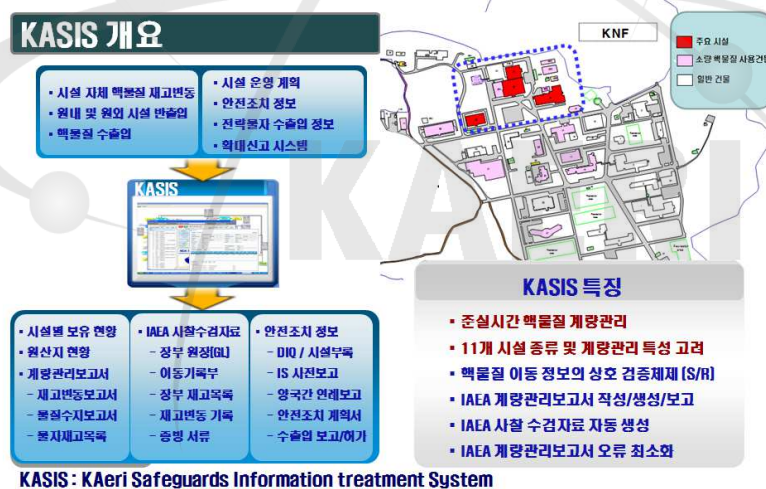 KASIS 개요
▪ 시설 자체 핵물질 재고변동
▪ 원내 및 원외 시설 반출입
▪ 핵물질 수출입
▪ 시설 운영 계획
▪ 안전조치 정보
▪ 전략물자 수출입 정보
▪ 확대신고 시스템
KASIS
▪ 시설별 보유 현황
▪ 원산지 현황
▪ 계량관리보고서
– 재고변동보고서
– 물질수지보고서
– 물자재고목록
▪ IAEA 사찰수검자료
– 장부 원장(GL)
– 이동기록부
– 장부 재고목록
– 재고변동 기록
– 증빙 서류
▪ 안전조치 정보
– DIQ / 시설부록
– IS 사전보고
– 양국간 연례보고
– 안전조치 계획서
– 수출입 보고/허가
KNF
주요 시설
소량 핵물질 사용건물
일반 건물
KAERI
KASIS 특징
▪ 준실시간 핵물질 계량관리
▪ 11개 시설 종류 및 계량관리 특성 고려
▪ 핵물질 이동 정보의 상호 검증체제 (S/R)
▪ IAEA 계량관리보고서 작성/생성/보고
▪ IAEA 사찰 수검자료 자동 생성
▪ IAEA 계량관리보고서 오류 최소화
KASIS : KAeri Safeguards Information treatment System